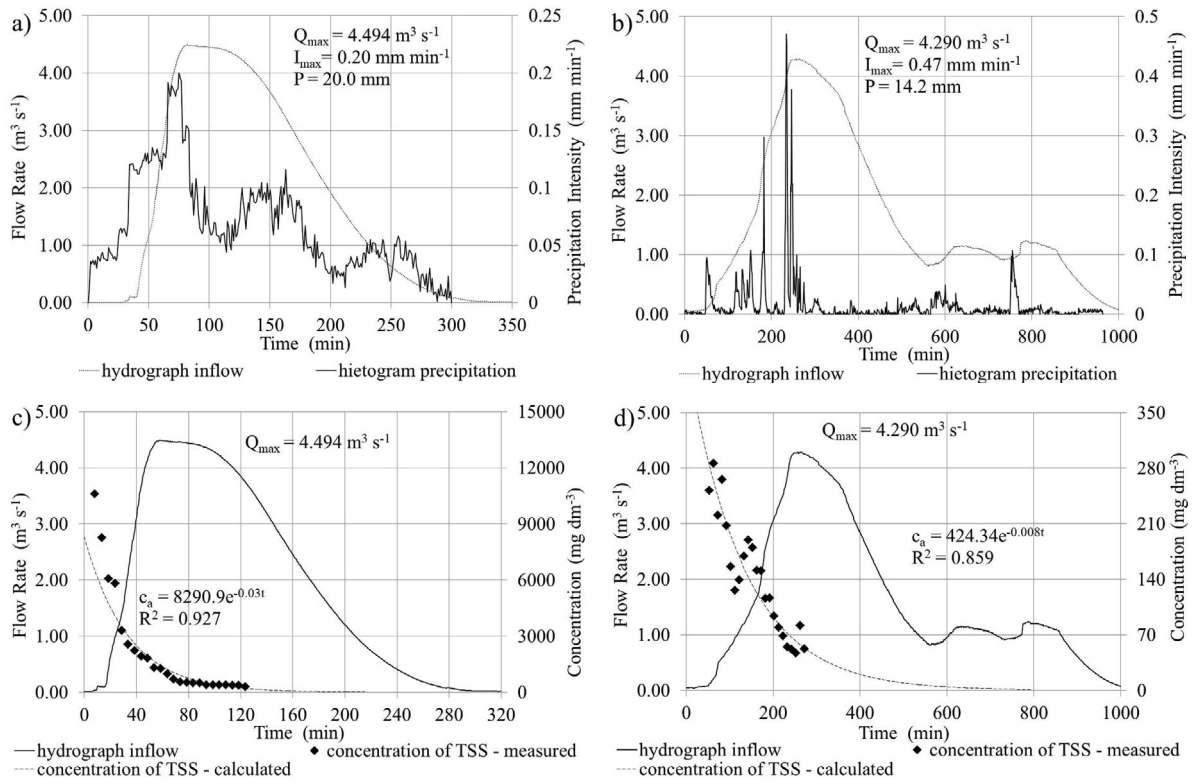 a)
Qmax = 4.494 m³ s⁻¹
Imax = 0.20 mm min⁻¹
P = 20.0 mm
Flow Rate (m³ s⁻¹)
5.00
4.00
3.00
2.00
1.00
0.00
0.25
0.2
0.15
0.1
0.05
0
Precipitation Intensity (mm min⁻¹)
0 50 100 150 200 250 300 350
Time (min)
hydrograph inflow hietogram precipitation
b)
Qmax = 4.290 m³ s⁻¹
Imax = 0.47 mm min⁻¹
P = 14.2 mm
Flow Rate (m³ s⁻¹)
5.00
4.00
3.00
2.00
1.00
0.00
0.5
0.4
0.3
0.2
0.1
0
Precipitation Intensity (mm min⁻¹)
0 200 400 600 800 1000
Time (min)
hydrograph inflow hietogram precipitation
c)
Qmax = 4.494 m³ s⁻¹
ca = 8290.9e⁻⁰·⁰³ᵗ
R² = 0.927
Flow Rate (m³ s⁻¹)
5.00
4.00
3.00
2.00
1.00
0.00
15000
12000
9000
6000
3000
0
Concentration (mg dm⁻³)
0 40 80 120 160 200 240 280 320
Time (min)
hydrograph inflow concentration of TSS - measured
concentration of TSS - calculated
d)
Qmax = 4.290 m³ s⁻¹
ca = 424.34e⁻⁰·⁰⁰⁸ᵗ
R² = 0.859
Flow Rate (m³ s⁻¹)
5.00
4.00
3.00
2.00
1.00
0.00
350
280
210
140
70
0
Concentration (mg dm⁻³)
0 200 400 600 800 1000
Time (min)
hydrograph inflow concentration of TSS - measured
concentration of TSS - calculated